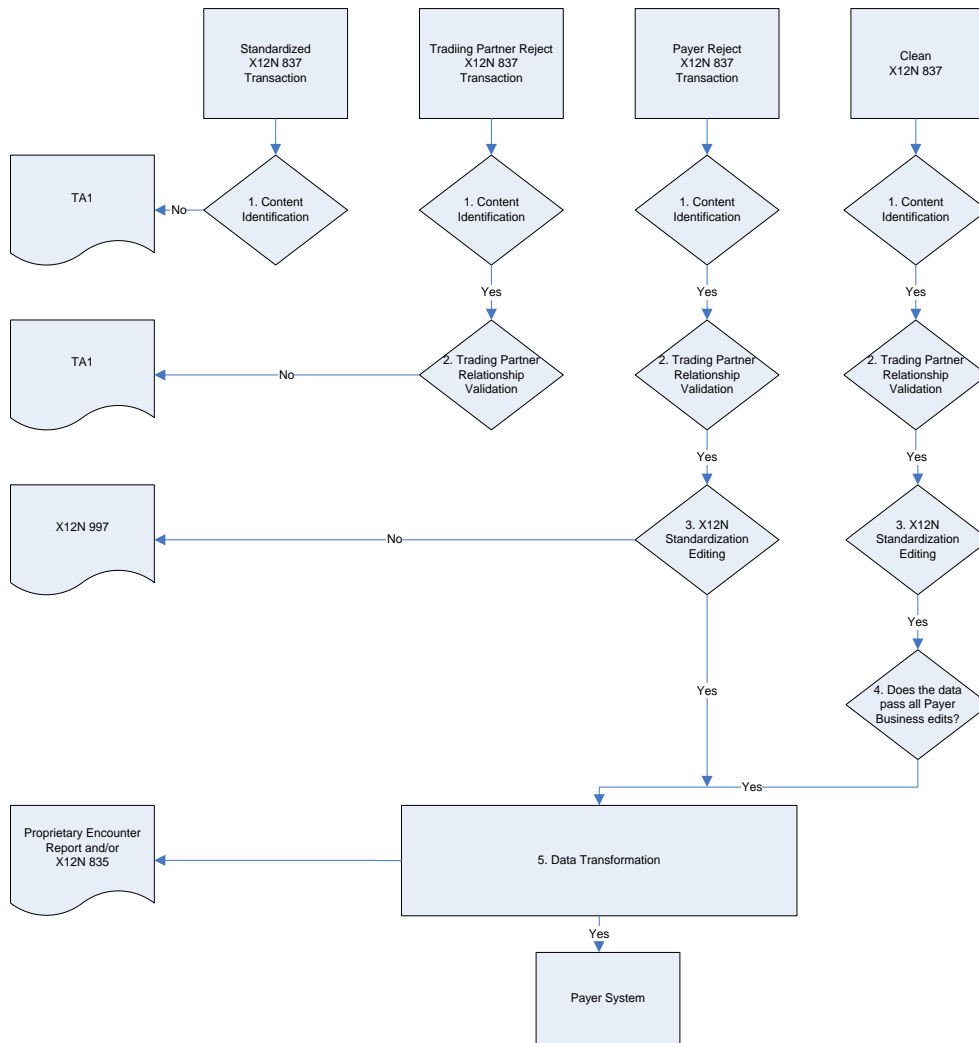 Standardized
X12N 837
Transaction
Tradiing Partner Reject
X12N 837
Transaction
Payer Reject
X12N 837
Transaction
Clean
X12N 837
TA1
No
1. Content
Identification
1. Content
Identification
1. Content
Identification
1. Content
Identification
Yes
Yes
Yes
TA1
No
2. Trading Partner
Relationship
Validation
2. Trading Partner
Relationship
Validation
2. Trading Partner
Relationship
Validation
Yes
Yes
X12N 997
No
3. X12N
Standardization
Editing
3. X12N
Standardization
Editing
Yes
Yes
4. Does the data
pass all Payer
Business edits?
Yes
Proprietary Encounter
Report and/or
X12N 835
5. Data Transformation
Yes
Payer System